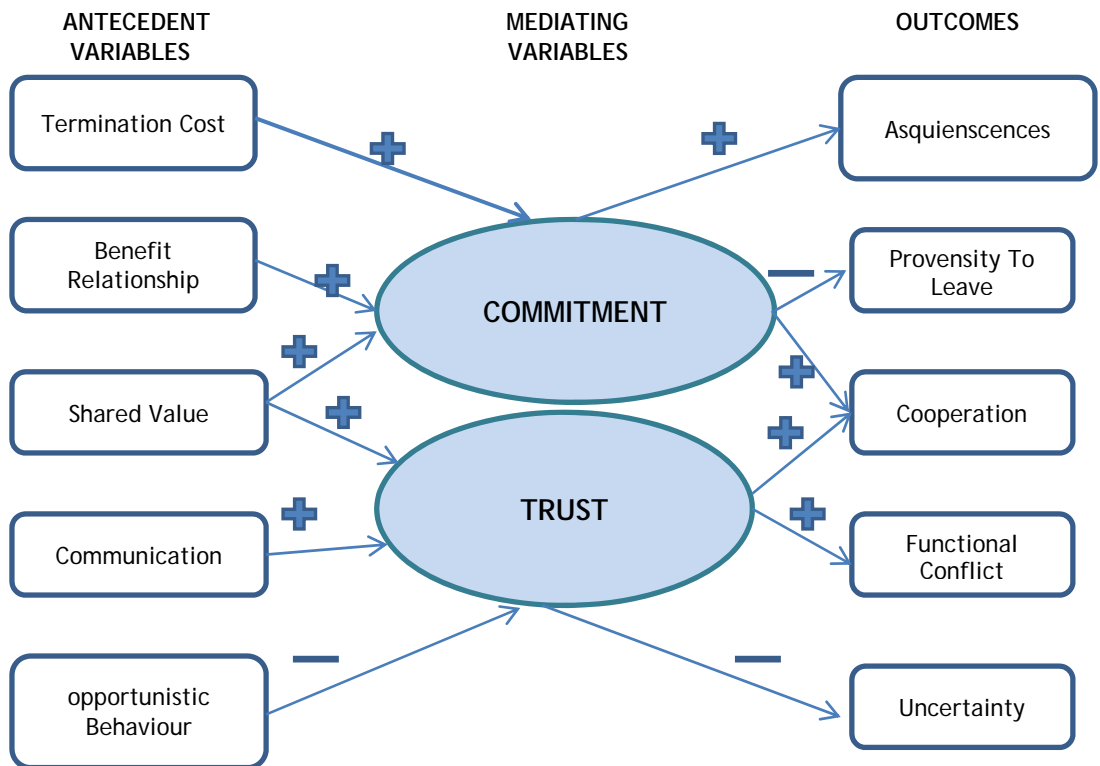 ANTECEDENT
VARIABLES
MEDIATING
VARIABLES
OUTCOMES
Termination Cost
Asquienscences
Benefit
Relationship
Provensity To
Leave
COMMITMENT
Shared Value
Cooperation
TRUST
Communication
Functional
Conflict
opportunistic
Behaviour
Uncertainty